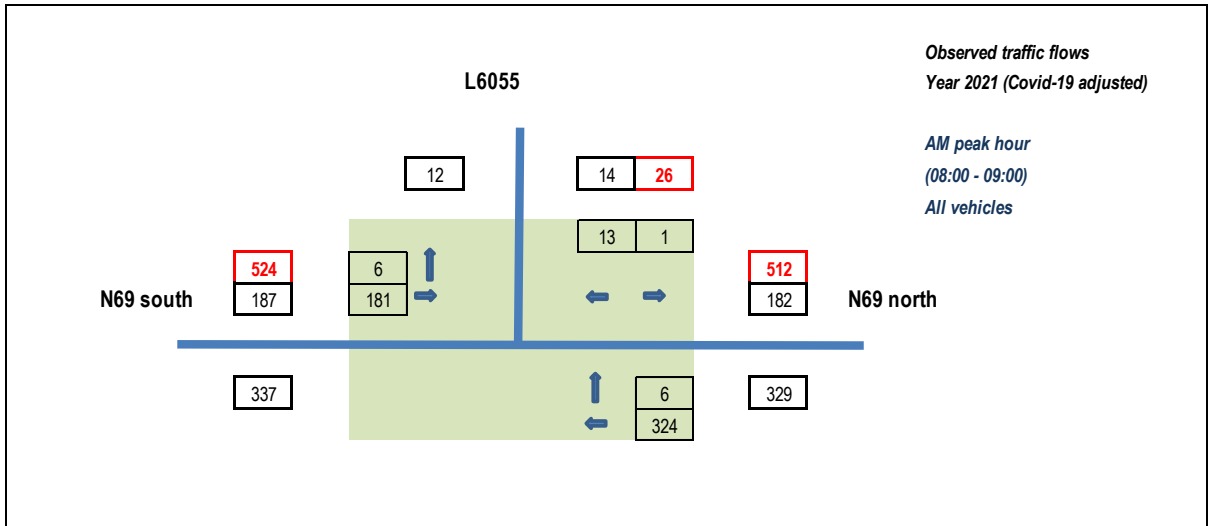 Observed traffic flows
L6055
Year 2021 (Covid-19 adjusted)
AM peak hour
12 14 26
(08:00 - 09:00)
All vehicles
13 1
524 6 512
N69 south 187 181 182 N69 north
337 6 329
324